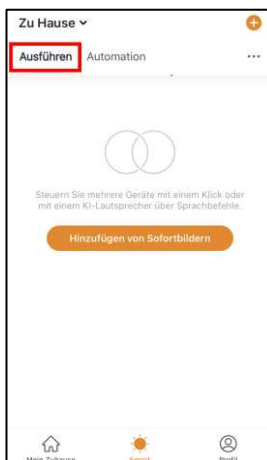 Zu Hause
Ausführen Automation ...
Steuern Sie mehrere Geräte mit einem Klick oder
mit einem KI-Lautsprecher über Sprachbefehle.
Hinzufügen von Sofortbildern
Mein Zuhause Smart Profil